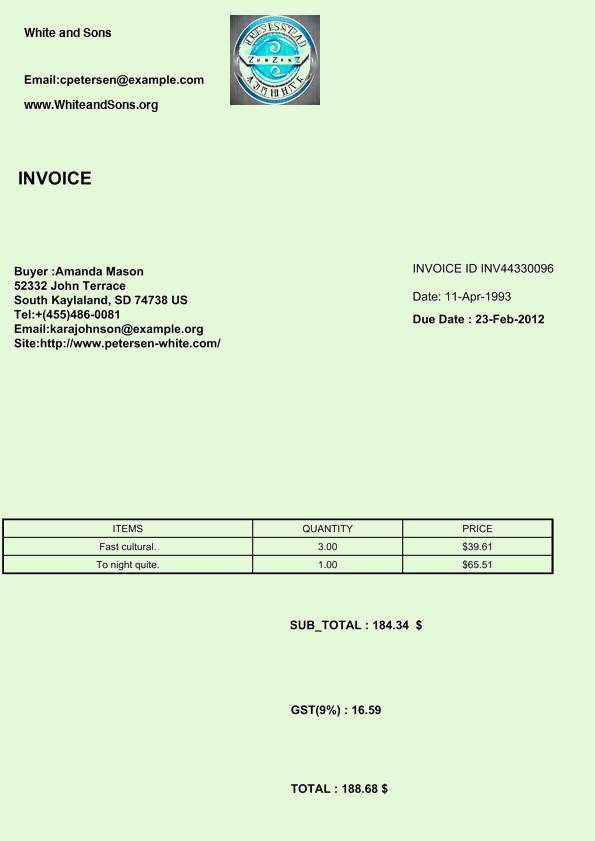 White and Sons
Email:cpetersen@example.com
www.WhiteandSons.org
INVOICE
Buyer :Amanda Mason
52332 John Terrace
South Kaylaland, SD 74738 US
Tel:+(455)486-0081
Email:karajohnson@example.org
Site:http://www.petersen-white.com/
INVOICE ID INV44330096
Date: 11-Apr-1993
Due Date : 23-Feb-2012
ITEMS QUANTITY PRICE
Fast cultural. 3.00 $39.61
To night quite. 1.00 $65.51
SUB_TOTAL : 184.34 $
GST(9%) : 16.59
TOTAL : 188.68 $